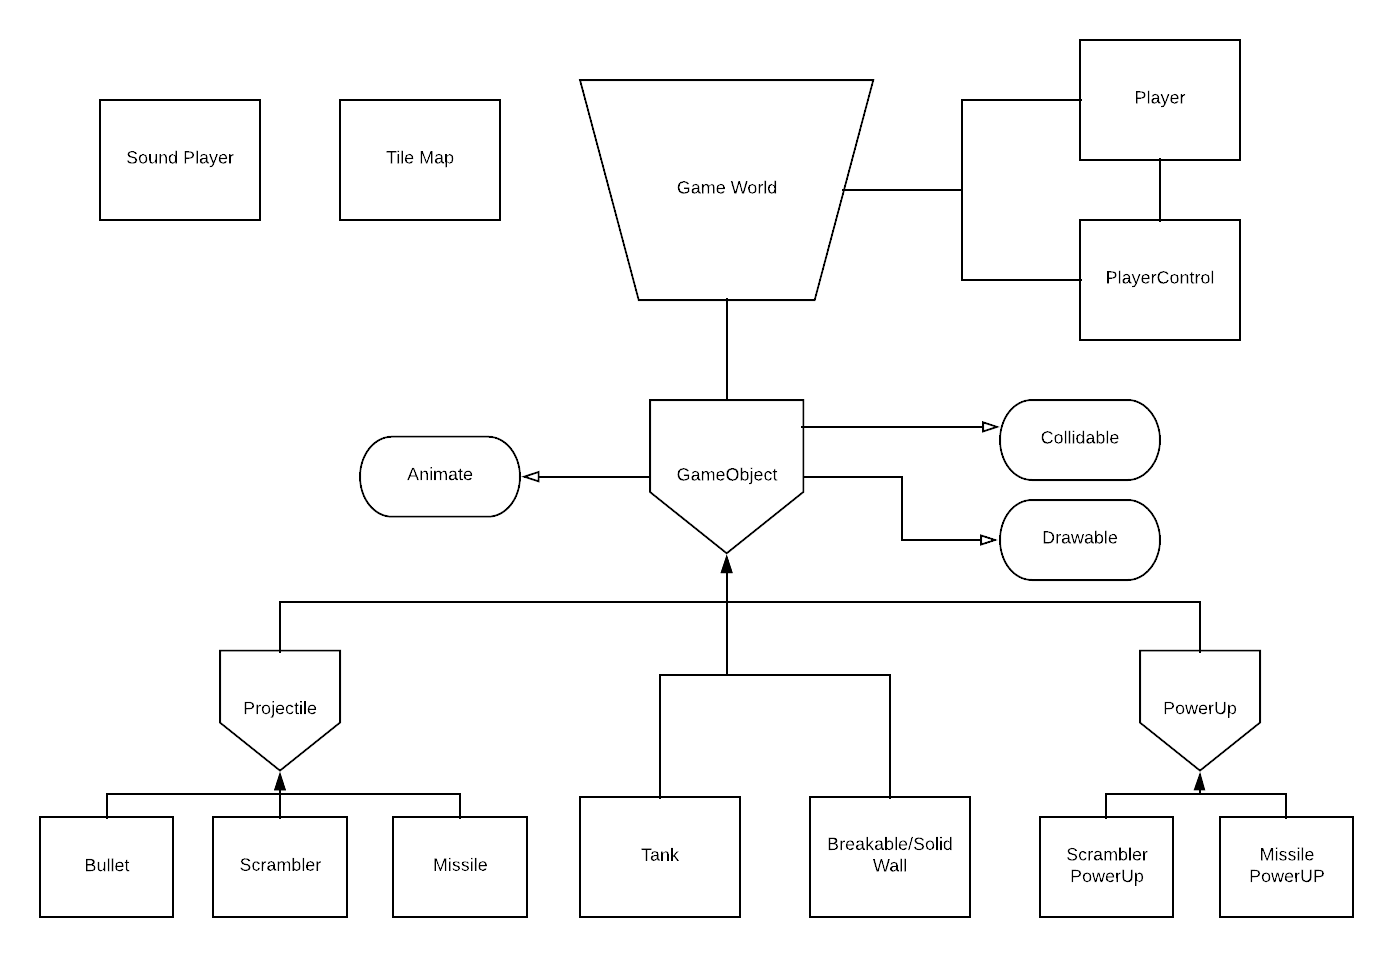 Player
Sound Player
Tile Map
Game World
PlayerControl
Collidable
Animate
GameObject
Drawable
Projectile
PowerUp
Bullet
Scrambler
Missile
Tank
Breakable/Solid
Wall
Scrambler
PowerUp
Missile
PowerUP